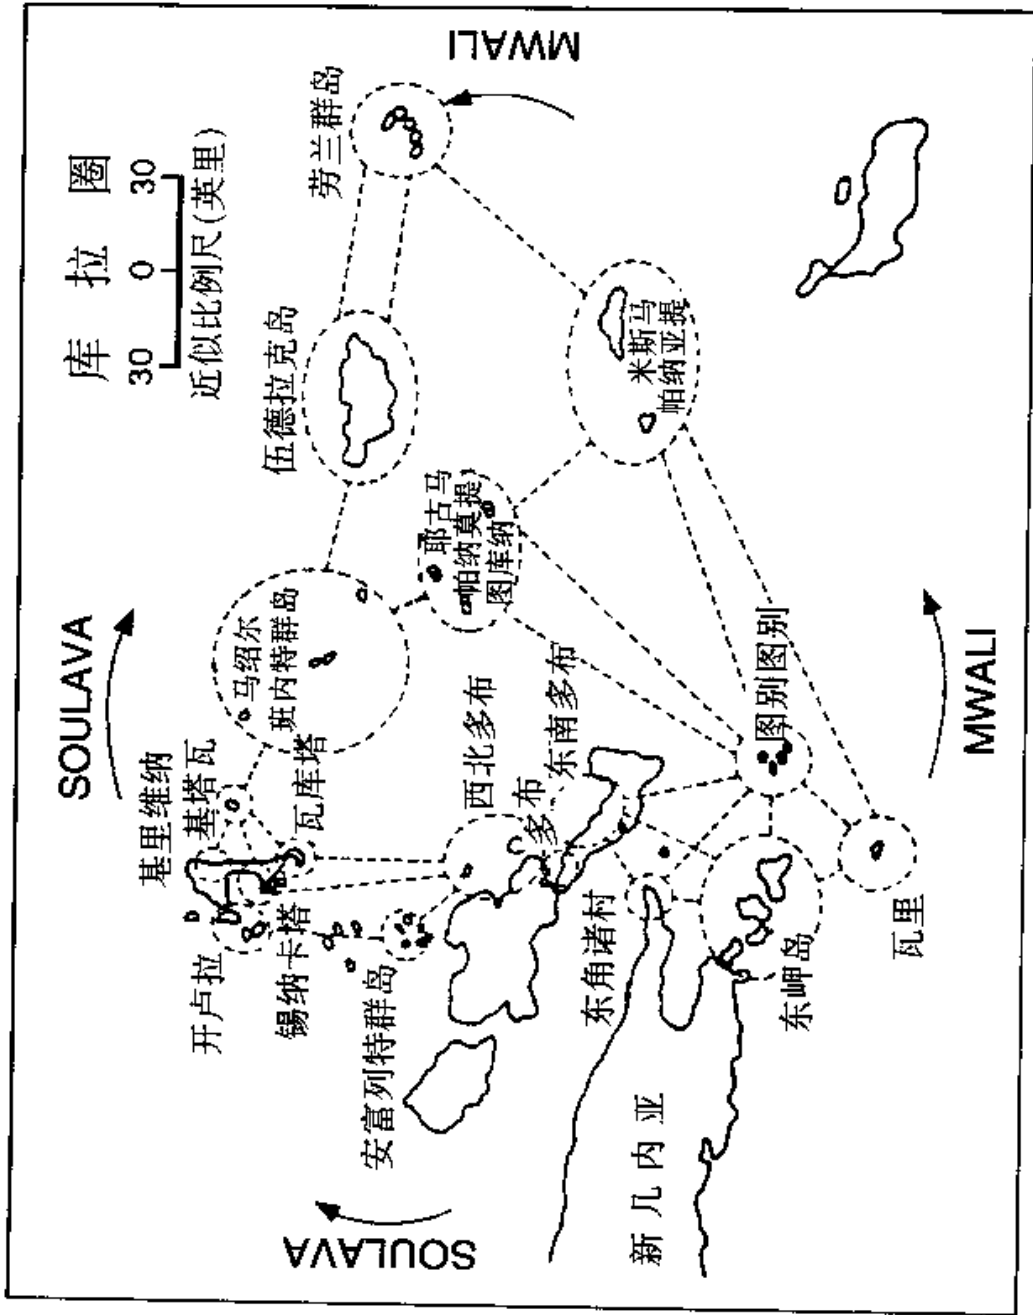 库拉圈
30 0 30
近似比例尺(英里)
SOULAVA
MWALI
劳兰群岛
伍德拉克岛
基里维纳
基塔瓦
马绍尔
班内特群岛
瓦库塔
开卢拉
锡纳卡塔
耶古马
帕纳莫提
图库纳
西北多布
安富列特群岛
多布
东南多布
米斯马
帕纳亚提
SOULAVA
东角诸村
图别图别
新几内亚
东岬岛
瓦里
MWALI